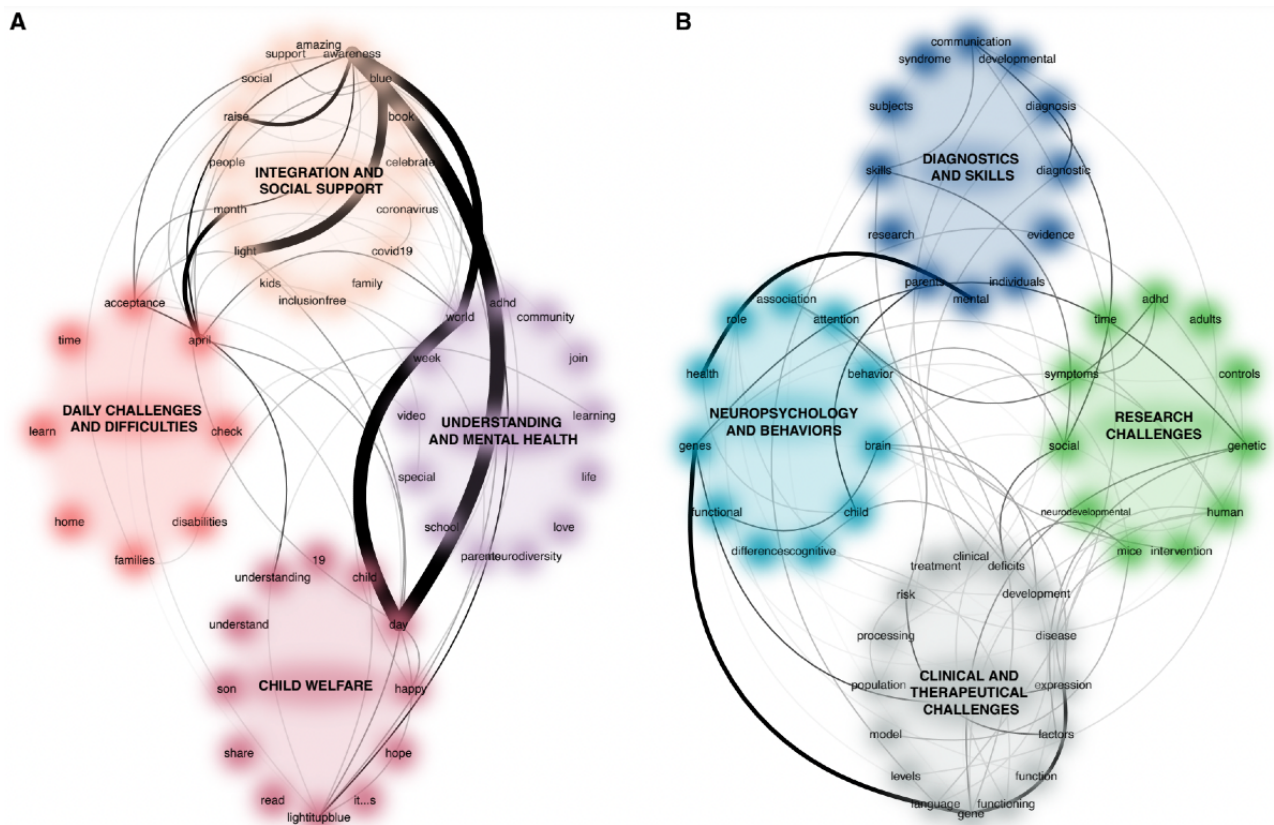 A
amazing
support
awareness
social
blue
raise
book
people
celebrate
INTEGRATION AND
SOCIAL SUPPORT
month
coronavirus
light
covid19
kids
family
inclusionfree
acceptance
time
april
DAILY CHALLENGES
AND DIFFICULTIES
learn
check
home
disabilities
families
adhd
world
community
week
join
video
learning
UNDERSTANDING
AND MENTAL HEALTH
special
life
school
love
parents
neurodiversity
19
understanding
child
understand
day
CHILD WELFARE
son
happy
share
hope
read
it...s
lightitupblue
B
communication
syndrome
developmental
subjects
diagnosis
DIAGNOSTICS
AND SKILLS
skills
diagnostic
research
evidence
parents
individuals
mental
association
role
attention
health
behavior
NEUROPSYCHOLOGY
AND BEHAVIORS
genes
brain
functional
child
differences
cognitive
adhd
time
adults
symptoms
controls
RESEARCH
CHALLENGES
social
genetic
neurodevelopmental
human
mice
intervention
clinical
treatment
deficits
risk
development
processing
disease
CLINICAL AND
THERAPEUTICAL
CHALLENGES
population
expression
model
factors
levels
function
language
functioning
gene